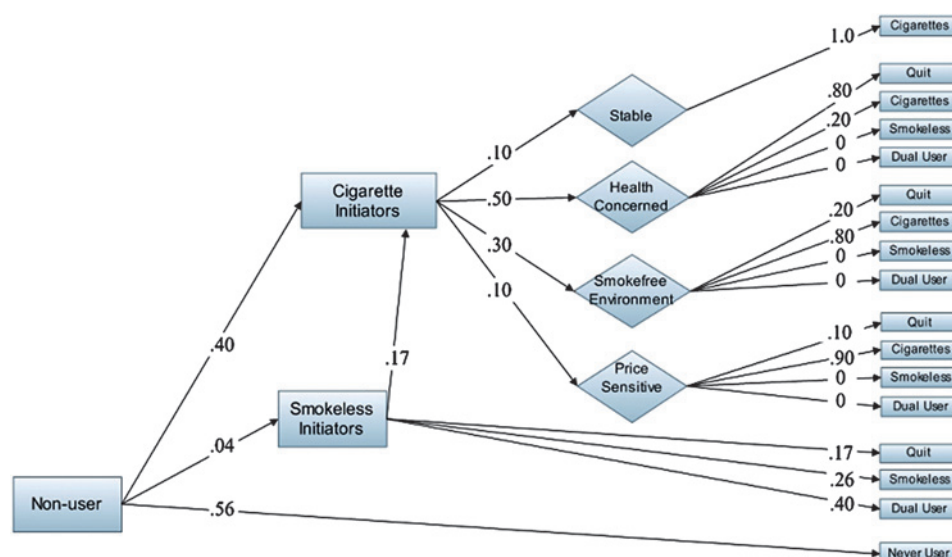 Cigarettes
1.0
Quit
.80
Cigarettes
.20
Stable
Smokeless
0
Dual User
0
.10
Cigarette
Initiators
.50
Health
Concerned
Quit
.20
Cigarettes
.80
.30
Smokeless
0
Smokefree
Environment
Dual User
0
.10
Quit
.10
.40
Cigarettes
.90
.17
Price
Sensitive
Smokeless
0
Dual User
0
Smokeless
Initiators
.04
Quit
.17
Smokeless
.26
Non-user
.56
Dual User
.40
Never User